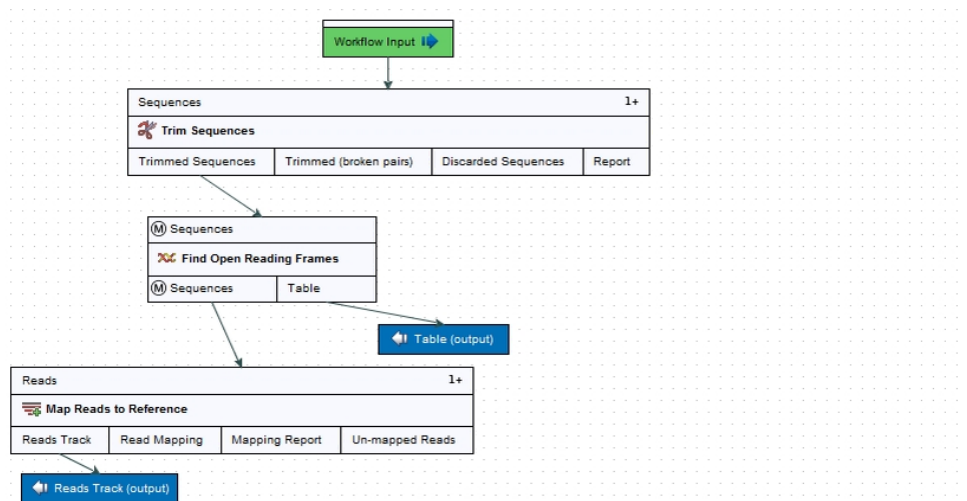 Workflow Input
Sequences 1+
Trim Sequences
Trimmed Sequences Trimmed (broken pairs) Discarded Sequences Report
M Sequences
Find Open Reading Frames
M Sequences Table
Table (output)
Reads 1+
Map Reads to Reference
Reads Track Read Mapping Mapping Report Un-mapped Reads
Reads Track (output)